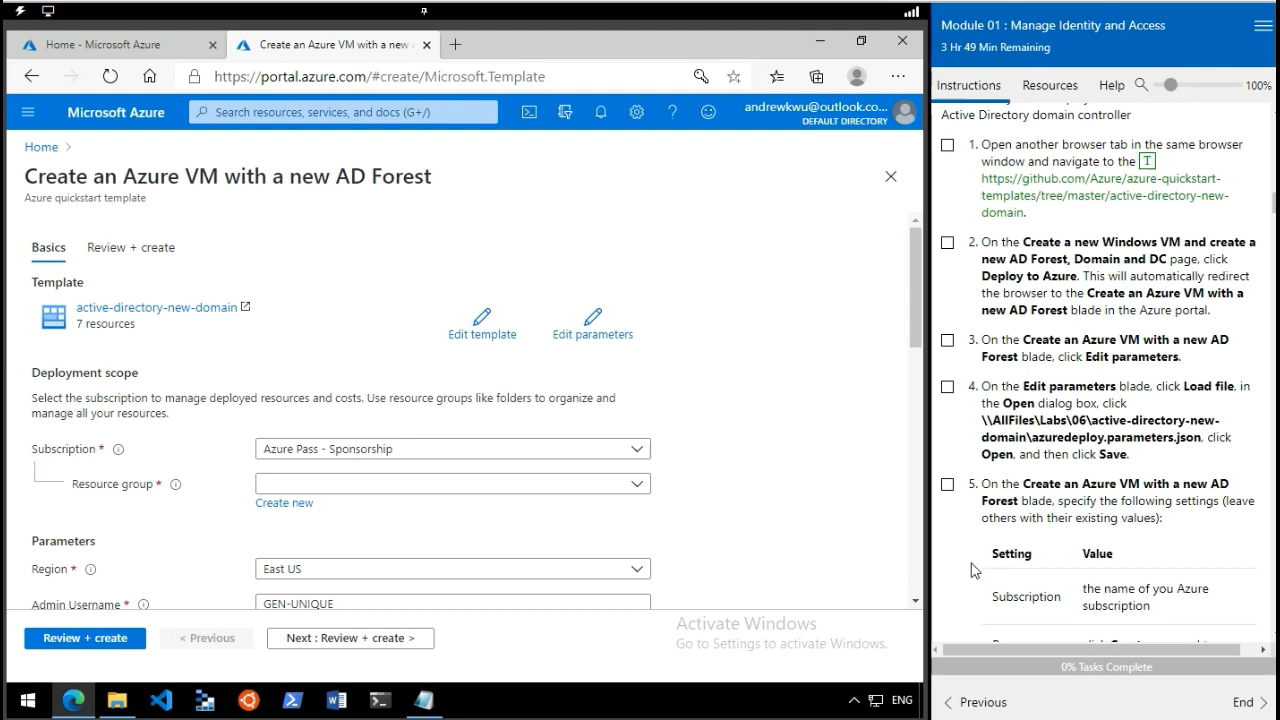 Home - Microsoft Azure
Create an Azure VM with a new
https://portal.azure.com/#create/Microsoft.Template
Microsoft Azure
Search resources, services, and docs (G+/)
andrewkwu@outlook.co...
DEFAULT DIRECTORY
Home
Create an Azure VM with a new AD Forest
Azure quickstart template
Basics
Review + create
Template
active-directory-new-domain
7 resources
Edit template
Edit parameters
Deployment scope
Select the subscription to manage deployed resources and costs. Use resource groups like folders to organize and
manage all your resources.
Subscription *
Azure Pass - Sponsorship
Resource group *
Create new
Parameters
Region *
East US
Admin Username *
GEN-UNIQUE
Review + create
< Previous
Next : Review + create >
Activate Windows
Go to Settings to activate Windows.
ENG
Module 01 : Manage Identity and Access
3 Hr 49 Min Remaining
Instructions
Resources
Help
100%
Active Directory domain controller
1. Open another browser tab in the same browser
window and navigate to the T
https://github.com/Azure/azure-quickstart-
templates/tree/master/active-directory-new-
domain.
2. On the Create a new Windows VM and create a
new AD Forest, Domain and DC page, click
Deploy to Azure. This will automatically redirect
the browser to the Create an Azure VM with a
new AD Forest blade in the Azure portal.
3. On the Create an Azure VM with a new AD
Forest blade, click Edit parameters.
4. On the Edit parameters blade, click Load file, in
the Open dialog box, click
\\AllFiles\Labs\06\active-directory-new-
domain\azuredeploy.parameters.json, click
Open, and then click Save.
5. On the Create an Azure VM with a new AD
Forest blade, specify the following settings (leave
others with their existing values):
Setting
Value
Subscription
the name of you Azure
subscription
0% Tasks Complete
Previous
End